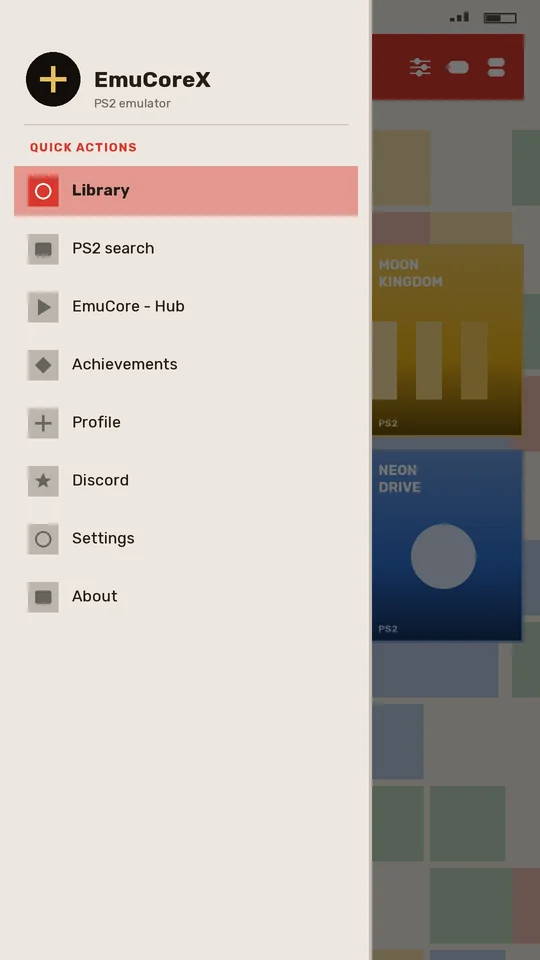 EmuCoreX
PS2 emulator
QUICK ACTIONS
Library
PS2 search
EmuCore - Hub
Achievements
Profile
Discord
Settings
About
MOON
KINGDOM
PS2
NEON
DRIVE
PS2